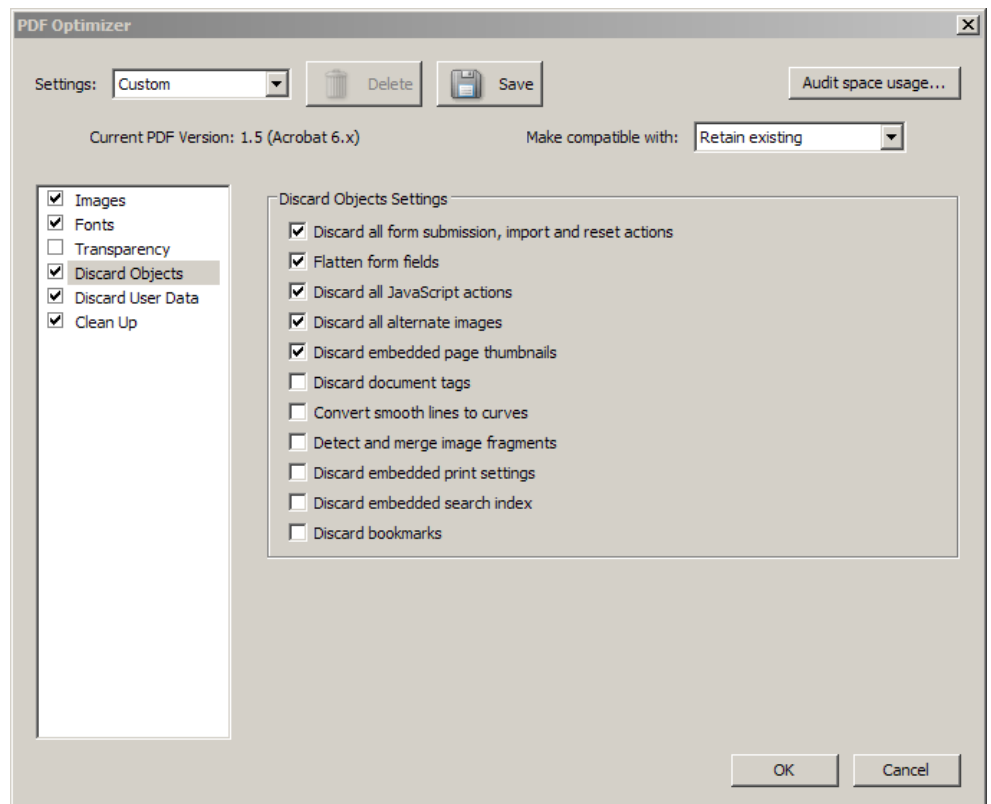 PDF Optimizer
Settings: Custom Delete Save Audit space usage...
Current PDF Version: 1.5 (Acrobat 6.x) Make compatible with: Retain existing
Images
Fonts
Transparency
Discard Objects
Discard User Data
Clean Up
Discard Objects Settings
Discard all form submission, import and reset actions
Flatten form fields
Discard all JavaScript actions
Discard all alternate images
Discard embedded page thumbnails
Discard document tags
Convert smooth lines to curves
Detect and merge image fragments
Discard embedded print settings
Discard embedded search index
Discard bookmarks
OK Cancel